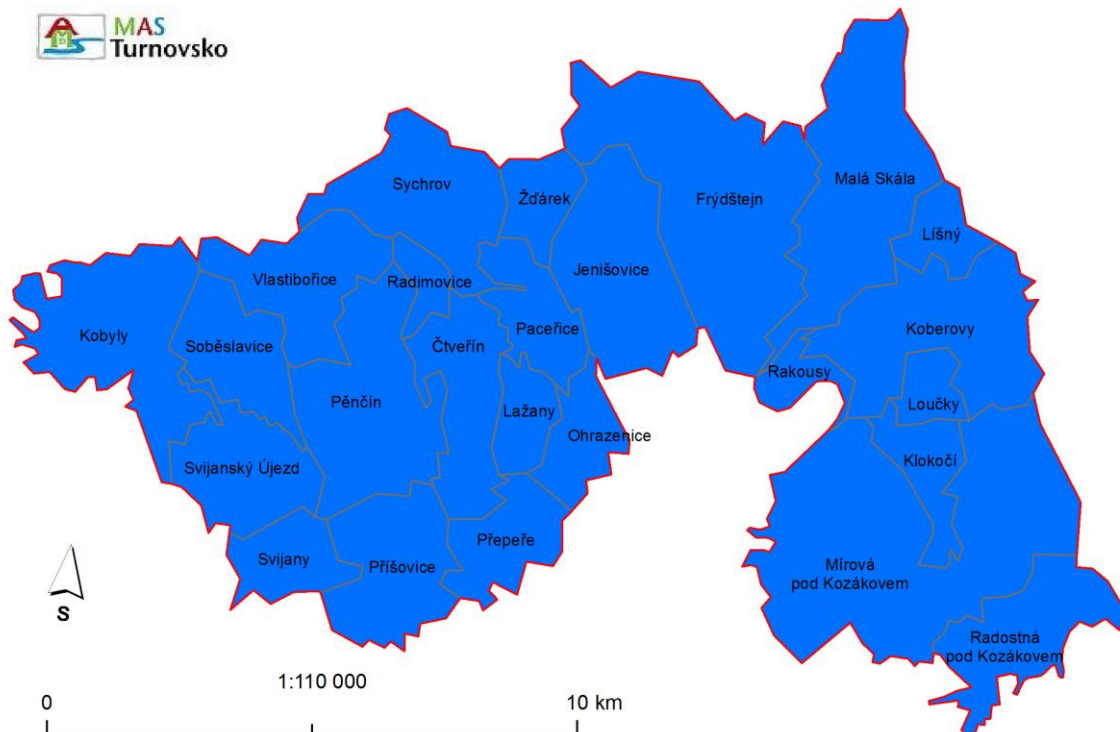 MAS
Turnovsko
Malá Skála
Sychrov
Žďárek
Frýdštejn
Líšný
Vlastibořice
Radimovice
Jenišovice
Kobyly
Soběslavice
Čtveřín
Paceřice
Koberovy
Rakousy
Pěnčín
Lažany
Loučky
Ohrazenice
Klokočí
Svijanský Újezd
Přepeře
Svijany
Příšovice
Mírová
pod Kozákovem
S
Radostná
pod Kozákovem
1:110 000
0
10 km